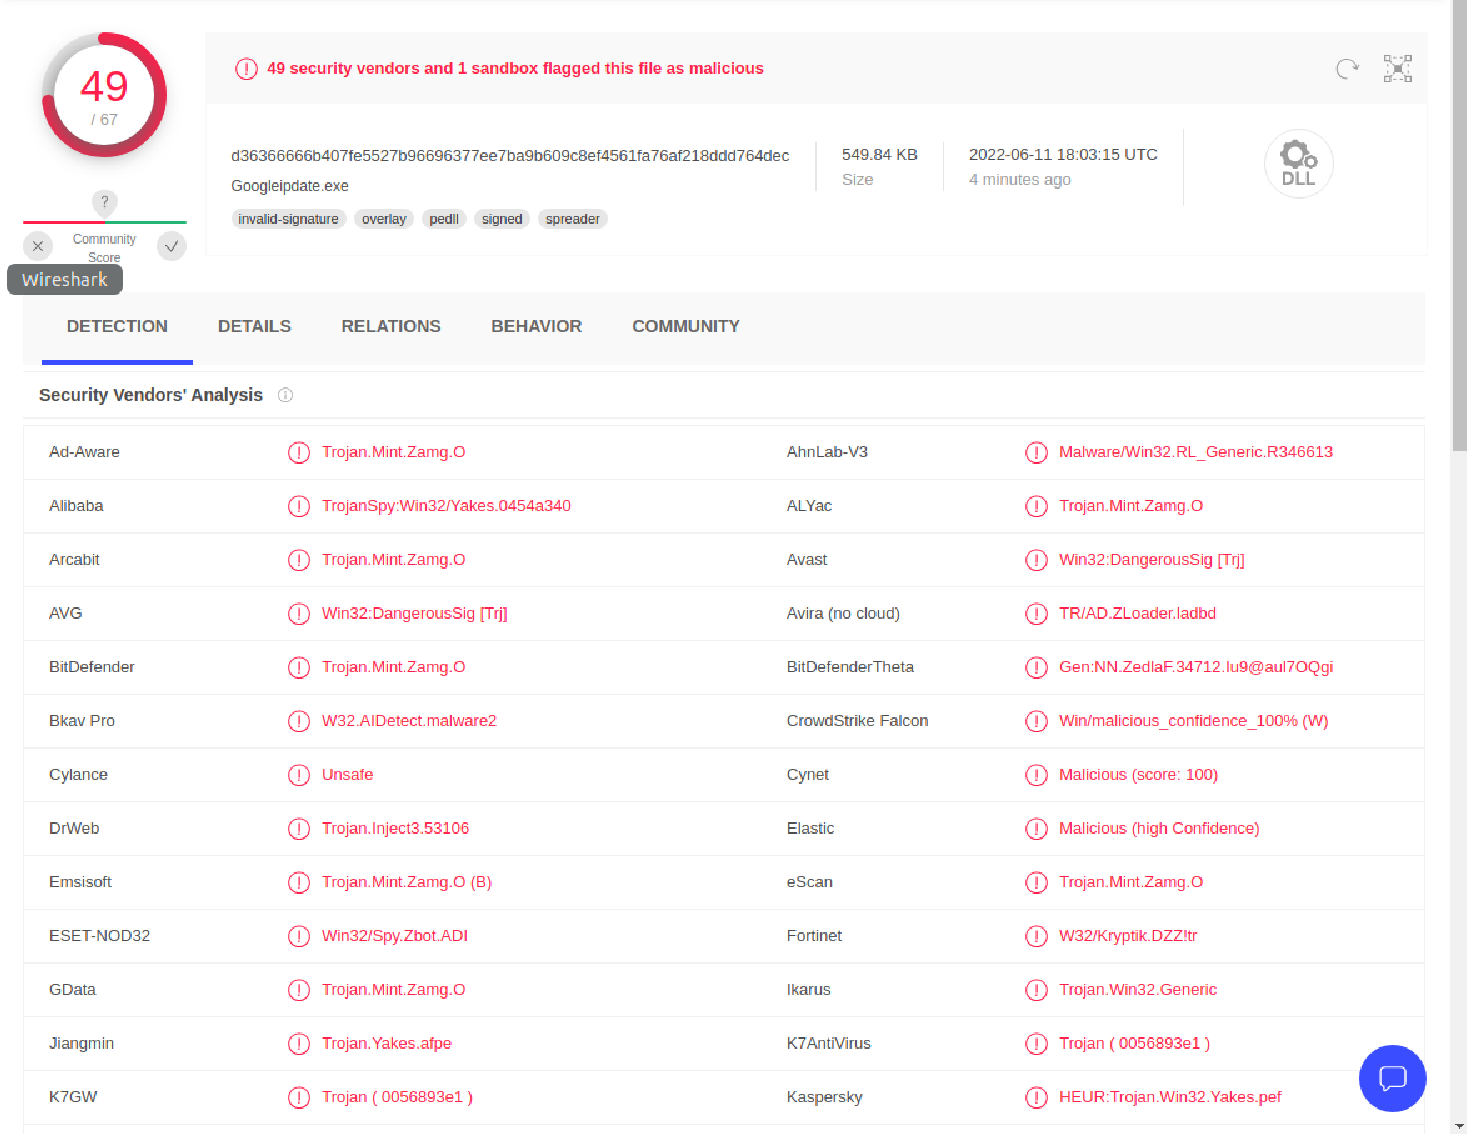 49
/ 67
?
Community
Score
Wireshark
49 security vendors and 1 sandbox flagged this file as malicious
d36366666b407fe5527b96696377ee7ba9b609c8ef4561fa76af218ddd764dec
Googleipdate.exe
invalid-signature overlay pedll signed spreader
549.84 KB
Size
2022-06-11 18:03:15 UTC
4 minutes ago
DLL
DETECTION DETAILS RELATIONS BEHAVIOR COMMUNITY
Security Vendors' Analysis
Ad-Aware Trojan.Mint.Zamg.O AhnLab-V3 Malware/Win32.RL_Generic.R346613
Alibaba TrojanSpy:Win32/Yakes.0454a340 ALYac Trojan.Mint.Zamg.O
Arcabit Trojan.Mint.Zamg.O Avast Win32:DangerousSig [Trj]
AVG Win32:DangerousSig [Trj] Avira (no cloud) TR/AD.ZLoader.ladbd
BitDefender Trojan.Mint.Zamg.O BitDefenderTheta Gen:NN.ZedlaF.34712.Iu9@aul7OQgi
Bkav Pro W32.AIDetect.malware2 CrowdStrike Falcon Win/malicious_confidence_100% (W)
Cylance Unsafe Cynet Malicious (score: 100)
DrWeb Trojan.Inject3.53106 Elastic Malicious (high Confidence)
Emsisoft Trojan.Mint.Zamg.O (B) eScan Trojan.Mint.Zamg.O
ESET-NOD32 Win32/Spy.Zbot.ADI Fortinet W32/Kryptik.DZZ!tr
GData Trojan.Mint.Zamg.O Ikarus Trojan.Win32.Generic
Jiangmin Trojan.Yakes.afpe K7AntiVirus Trojan ( 0056893e1 )
K7GW Trojan ( 0056893e1 ) Kaspersky HEUR:Trojan.Win32.Yakes.pef